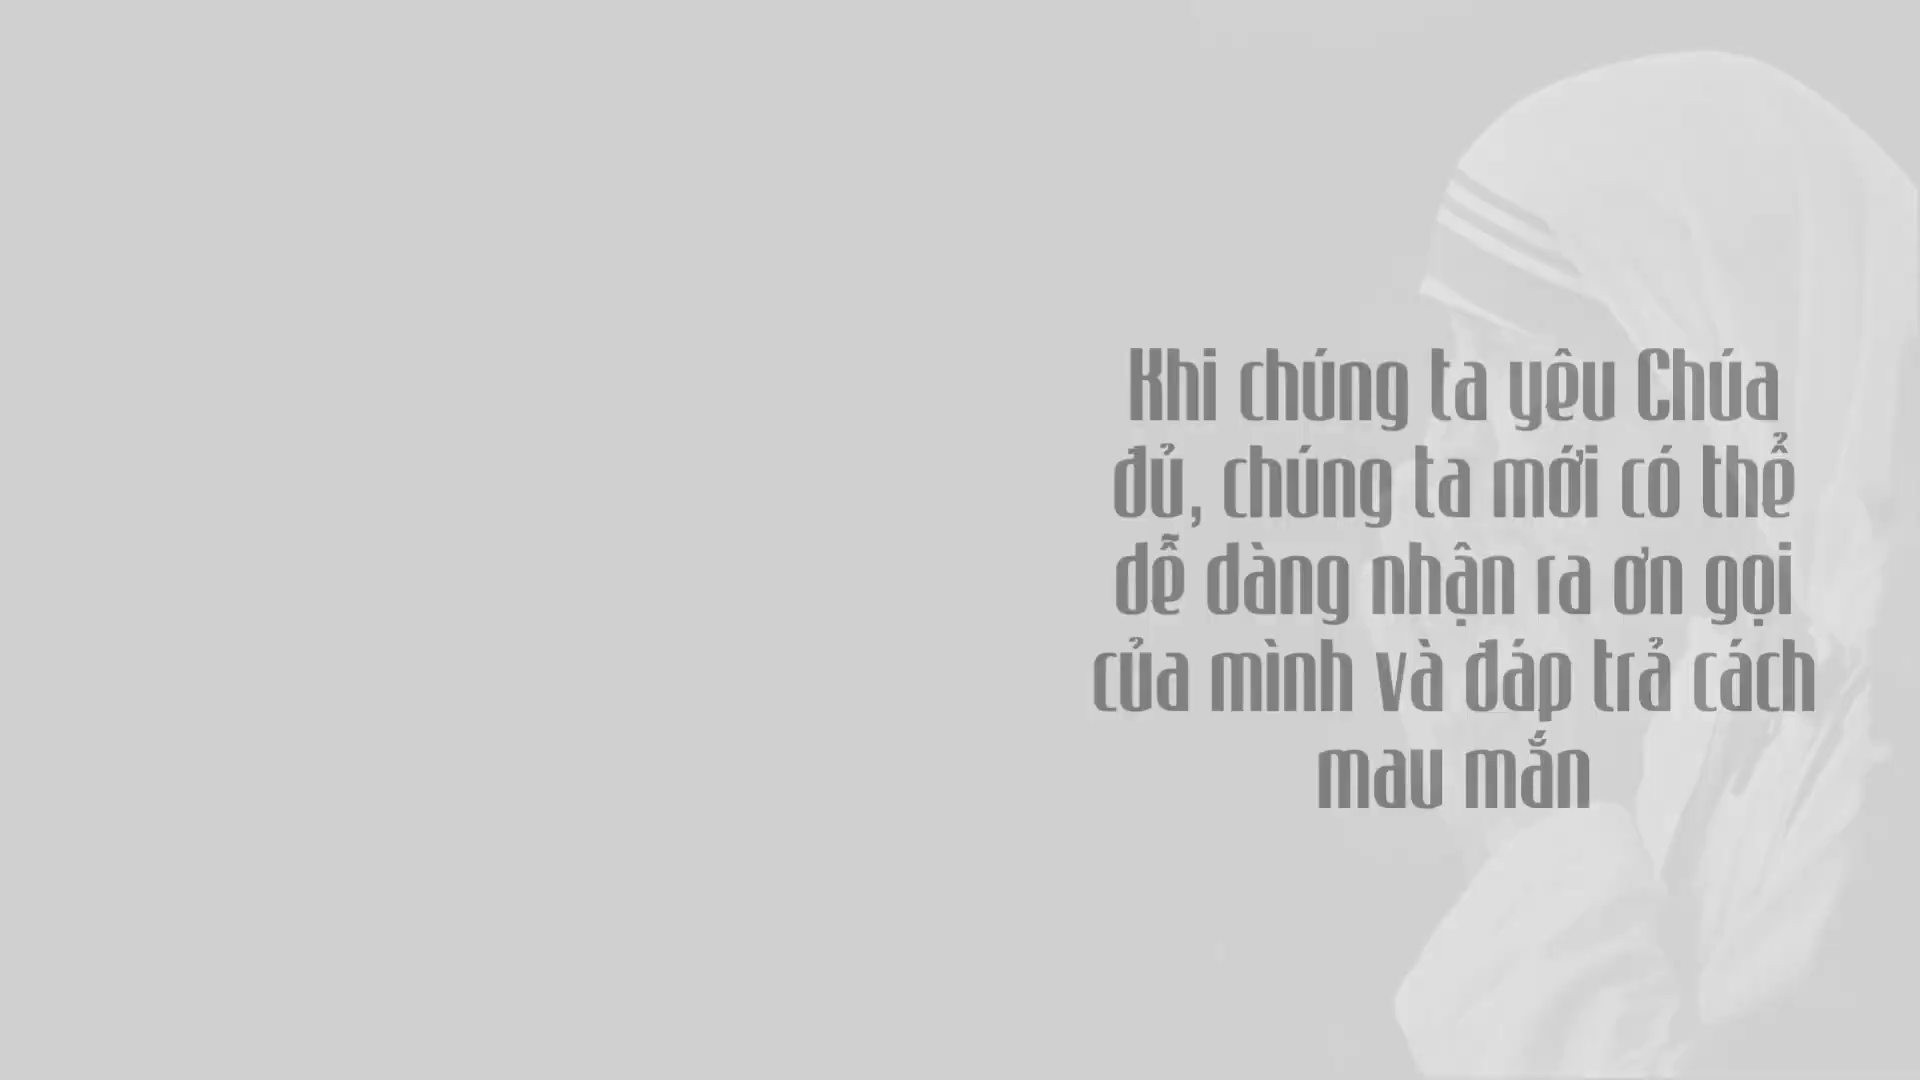 Khi chúng ta yêu Chúa
đủ, chúng ta mới có thể
dễ dàng nhận ra ơn gọi
của mình và đáp trả cách
mau mắn